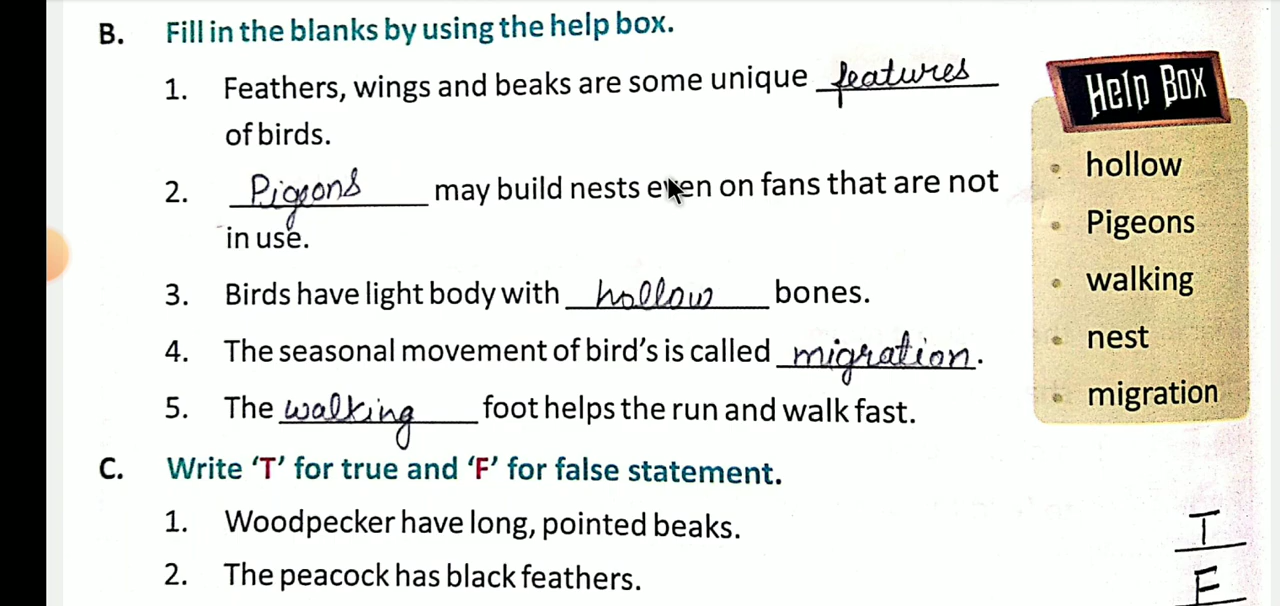 B. Fill in the blanks by using the help box.
1. Feathers, wings and beaks are some unique features
of birds.
2. Pigeons may build nests even on fans that are not
in use.
3. Birds have light body with hollow bones.
4. The seasonal movement of bird's is called migration.
5. The walking foot helps the run and walk fast.
Help Box
hollow
Pigeons
walking
nest
migration
C. Write 'T' for true and 'F' for false statement.
1. Woodpecker have long, pointed beaks. T
2. The peacock has black feathers. F